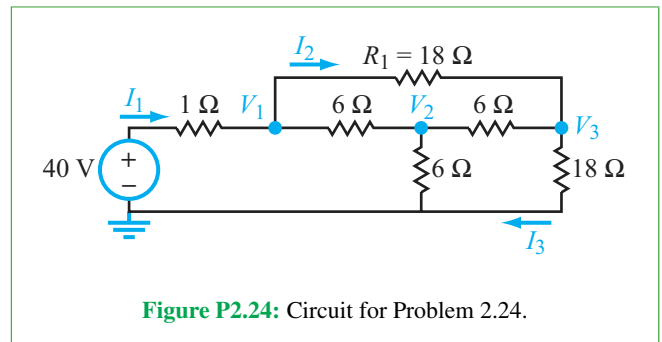 I2 R1 = 18 Ω
I1 1 Ω V1 6 Ω V2 6 Ω V3
40 V + − 6 Ω 18 Ω
I3
Figure P2.24: Circuit for Problem 2.24.